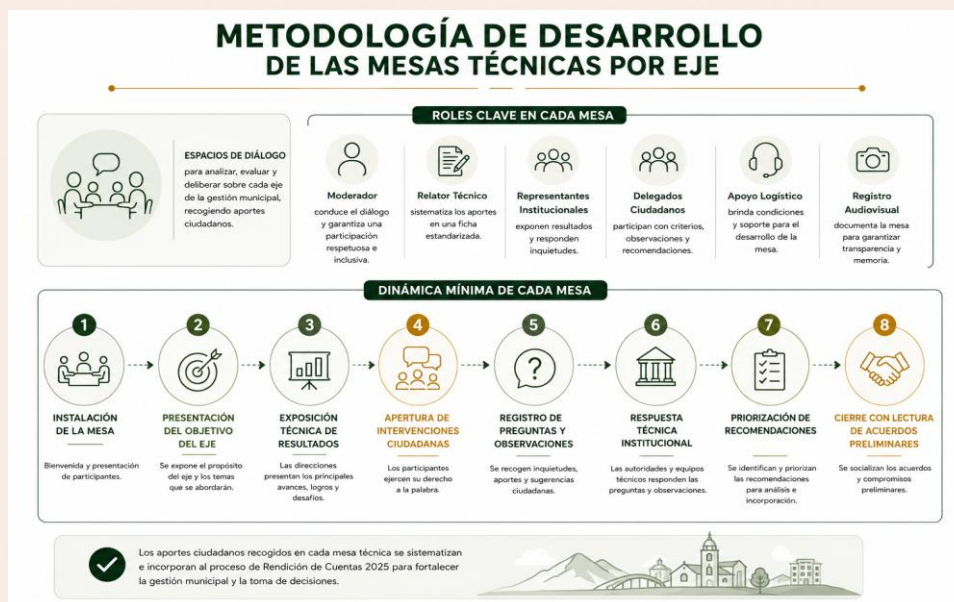 METODOLOGÍA DE DESARROLLO
DE LAS MESAS TÉCNICAS POR EJE
ESPACIOS DE DIÁLOGO
para analizar, evaluar y
deliberar sobre cada eje
de la gestión municipal,
recogiendo aportes
ciudadanos.
ROLES CLAVE EN CADA MESA
Moderador
conduce el diálogo
y garantiza una
participación
respetuosa e
inclusiva.
Relator Técnico
sistematiza los aportes
en una ficha
estandarizada.
Representantes
Institucionales
exponen resultados
y responden
inquietudes.
Delegados
Ciudadanos
participan con criterios,
observaciones y
recomendaciones.
Apoyo Logístico
brinda condiciones
y soporte para el
desarrollo de la
mesa.
Registro
Audiovisual
documenta la mesa
para garantizar
transparencia y
memoria.
DINÁMICA MÍNIMA DE CADA MESA
1
INSTALACIÓN
DE LA MESA
Bienvenida y presentación
de participantes.
2
PRESENTACIÓN
DEL OBJETIVO
DEL EJE
Se expone el propósito
del eje y los temas
que se abordarán.
3
EXPOSICIÓN
TÉCNICA DE
RESULTADOS
Las direcciones
presentan los principales
avances, logros y
desafíos.
4
APERTURA DE
INTERVENCIONES
CIUDADANAS
Los participantes
ejercen su derecho
a la palabra.
5
?
REGISTRO DE
PREGUNTAS Y
OBSERVACIONES
Se recogen inquietudes,
aportes y sugerencias
ciudadanas.
6
RESPUESTA
TÉCNICA
INSTITUCIONAL
Las autoridades y equipos
técnicos responden las
preguntas y observaciones.
7
PRIORIZACIÓN DE
RECOMENDACIONES
Se identifican y priorizan
las recomendaciones
para análisis e
incorporación.
8
CIERRE CON LECTURA
DE ACUERDOS
PRELIMINARES
Se socializan los acuerdos
y compromisos
preliminares.
Los aportes ciudadanos recogidos en cada mesa técnica se sistematizan
e incorporan al proceso de Rendición de Cuentas 2025 para fortalecer
la gestión municipal y la toma de decisiones.